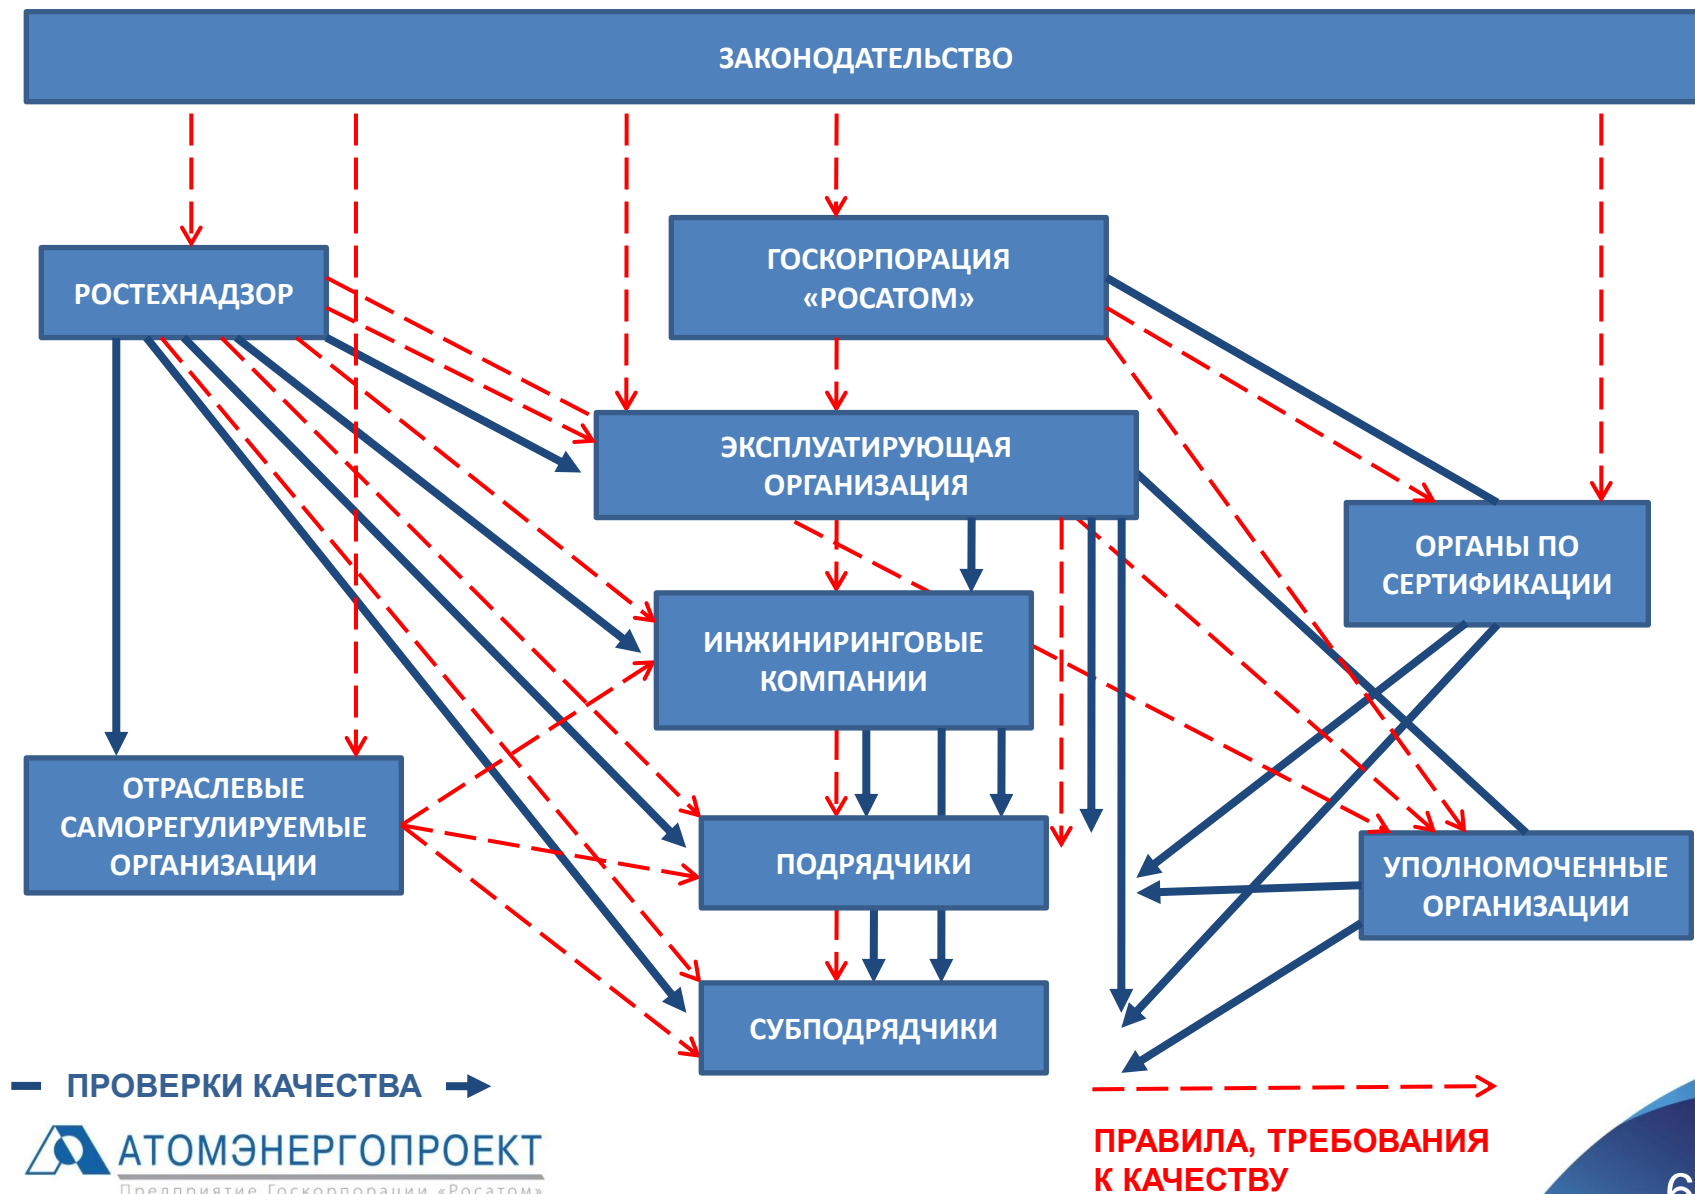 ЗАКОНОДАТЕЛЬСТВО
ГОСКОРПОРАЦИЯ
«РОСАТОМ»
РОСТЕХНАДЗОР
ЭКСПЛУАТИРУЮЩАЯ
ОРГАНИЗАЦИЯ
ОРГАНЫ ПО
СЕРТИФИКАЦИИ
ИНЖИНИРИНГОВЫЕ
КОМПАНИИ
ОТРАСЛЕВЫЕ
САМОРЕГУЛИРУЕМЫЕ
ОРГАНИЗАЦИИ
ПОДРЯДЧИКИ
УПОЛНОМОЧЕННЫЕ
ОРГАНИЗАЦИИ
СУБПОДРЯДЧИКИ
ПРОВЕРКИ КАЧЕСТВА
ПРАВИЛА, ТРЕБОВАНИЯ
К КАЧЕСТВУ
АТОМЭНЕРГОПРОЕКТ
Предприятие Госкорпорации «Росатом»
6